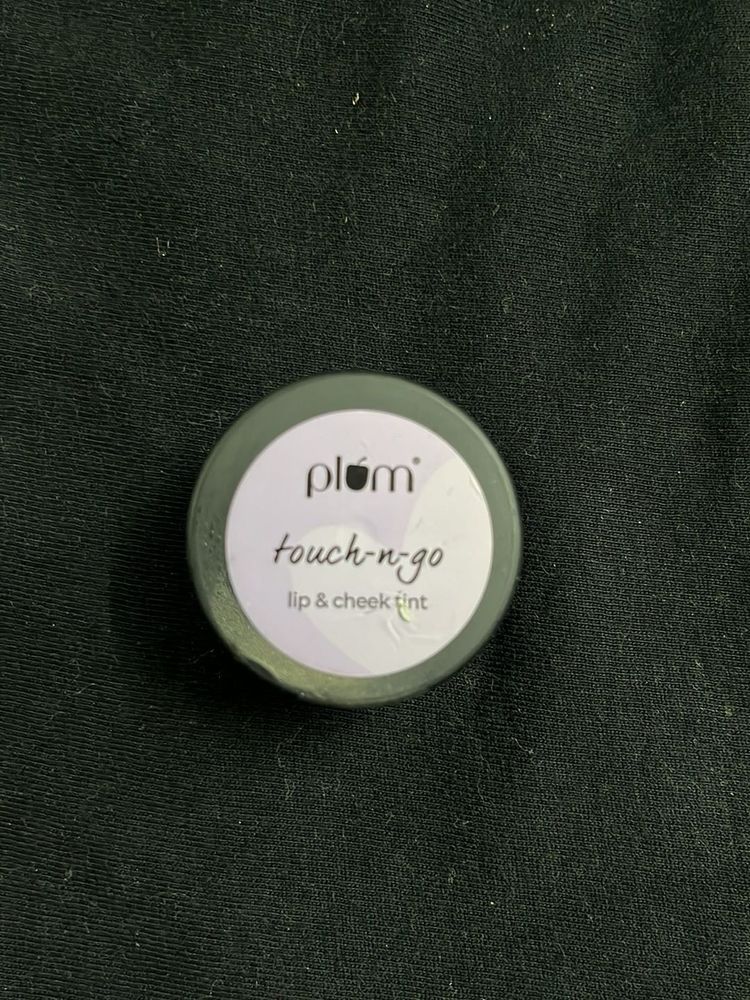 plum®
touch-n-go
lip & cheek tint